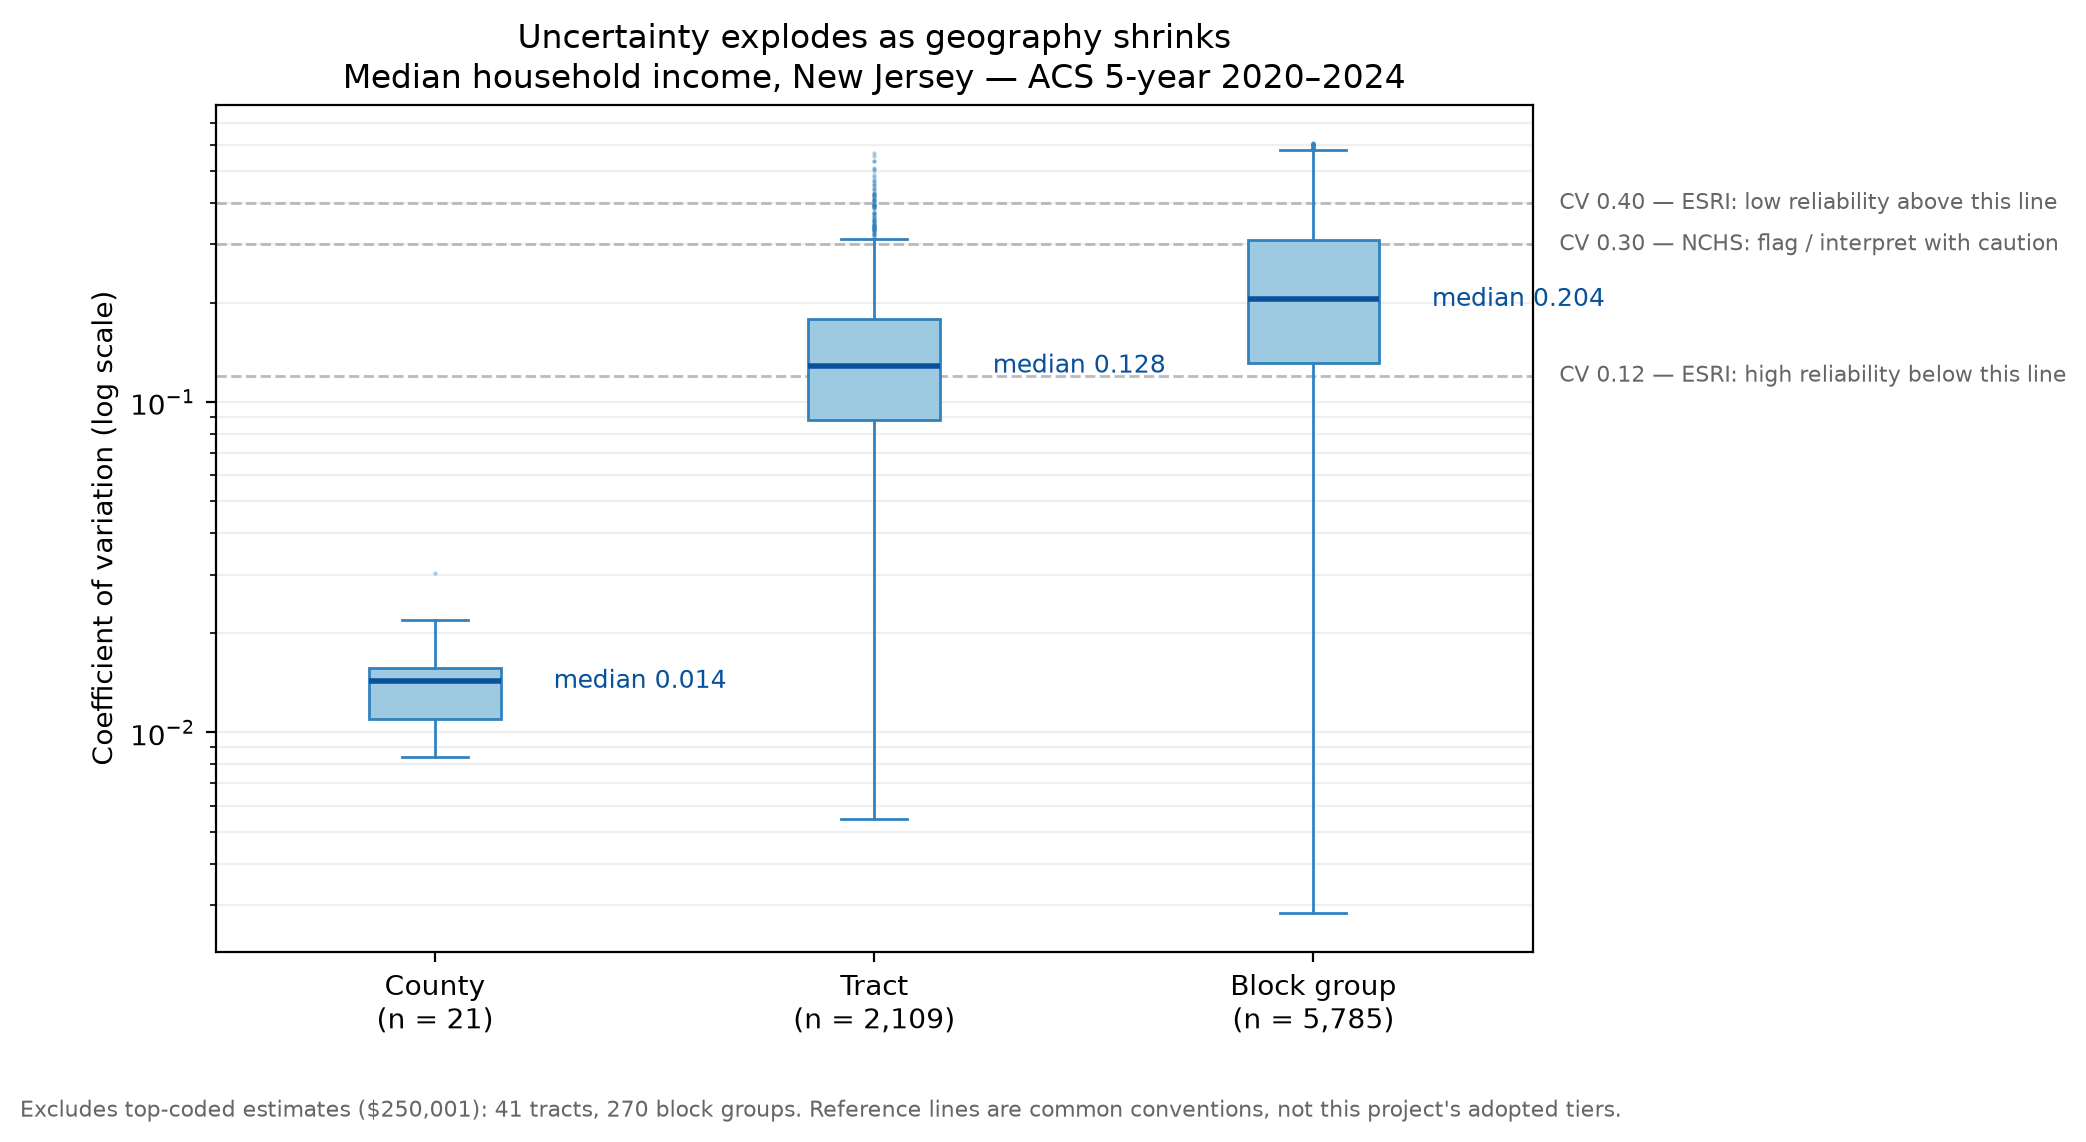 Uncertainty explodes as geography shrinks
Median household income, New Jersey — ACS 5-year 2020–2024
Coefficient of variation (log scale)
10⁻¹
10⁻²
CV 0.40 — ESRI: low reliability above this line
CV 0.30 — NCHS: flag / interpret with caution
median 0.204
median 0.128
CV 0.12 — ESRI: high reliability below this line
median 0.014
County
(n = 21)
Tract
(n = 2,109)
Block group
(n = 5,785)
Excludes top-coded estimates ($250,001): 41 tracts, 270 block groups. Reference lines are common conventions, not this project's adopted tiers.